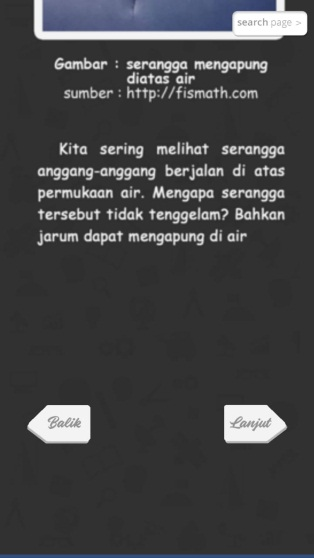 search page >
Gambar : serangga mengapung
diatas air
sumber : http://fismath.com
Kita sering melihat serangga
anggang-anggang berjalan di atas
permukaan air. Mengapa serangga
tersebut tidak tenggelam? Bahkan
jarum dapat mengapung di air
Balik
Lanjut